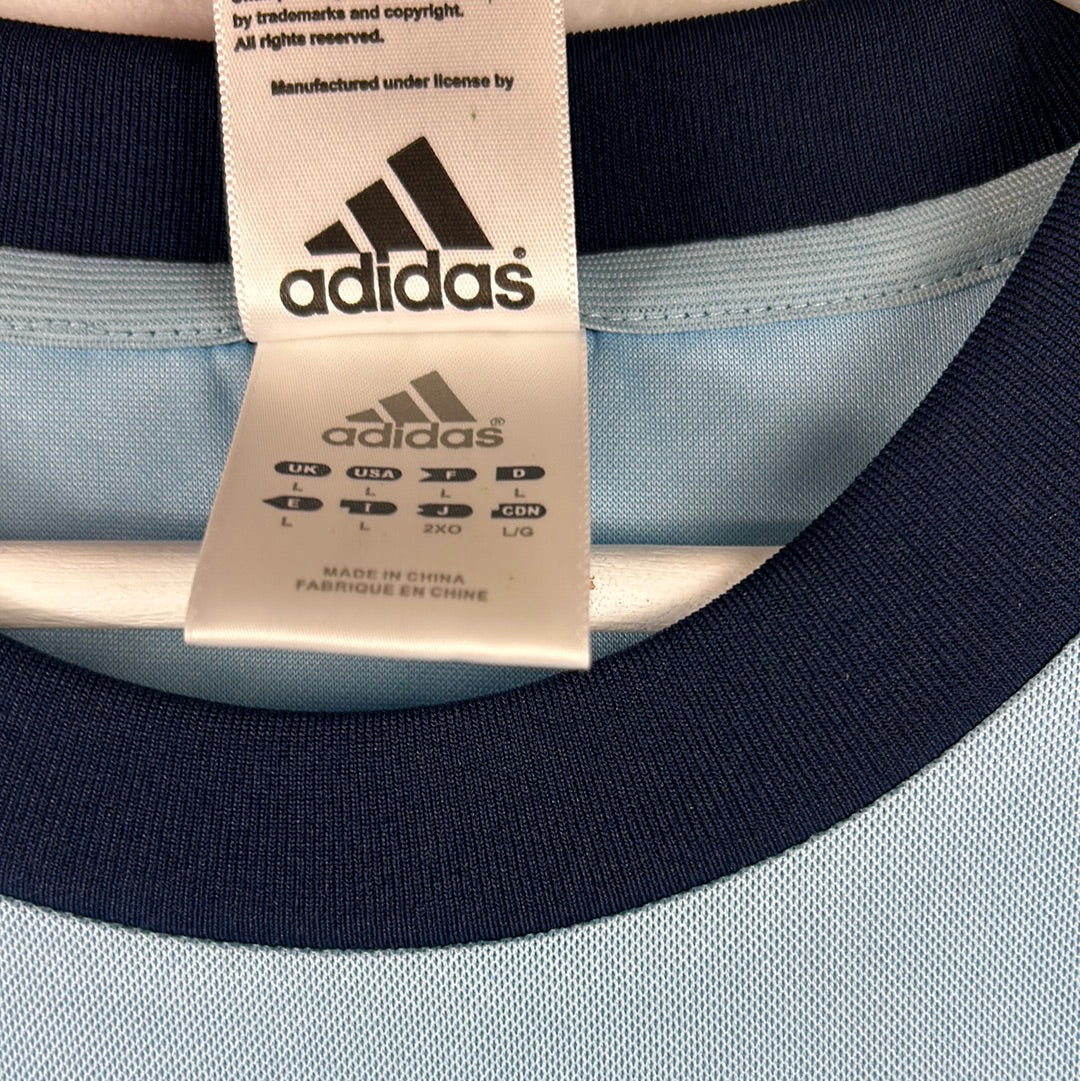 by trademarks and copyright.
All rights reserved.
Manufactured under license by
adidas®
adidas®
UK USA F D
L L L L
E I J CDN
L L 2XO L/G
MADE IN CHINA
FABRIQUE EN CHINE